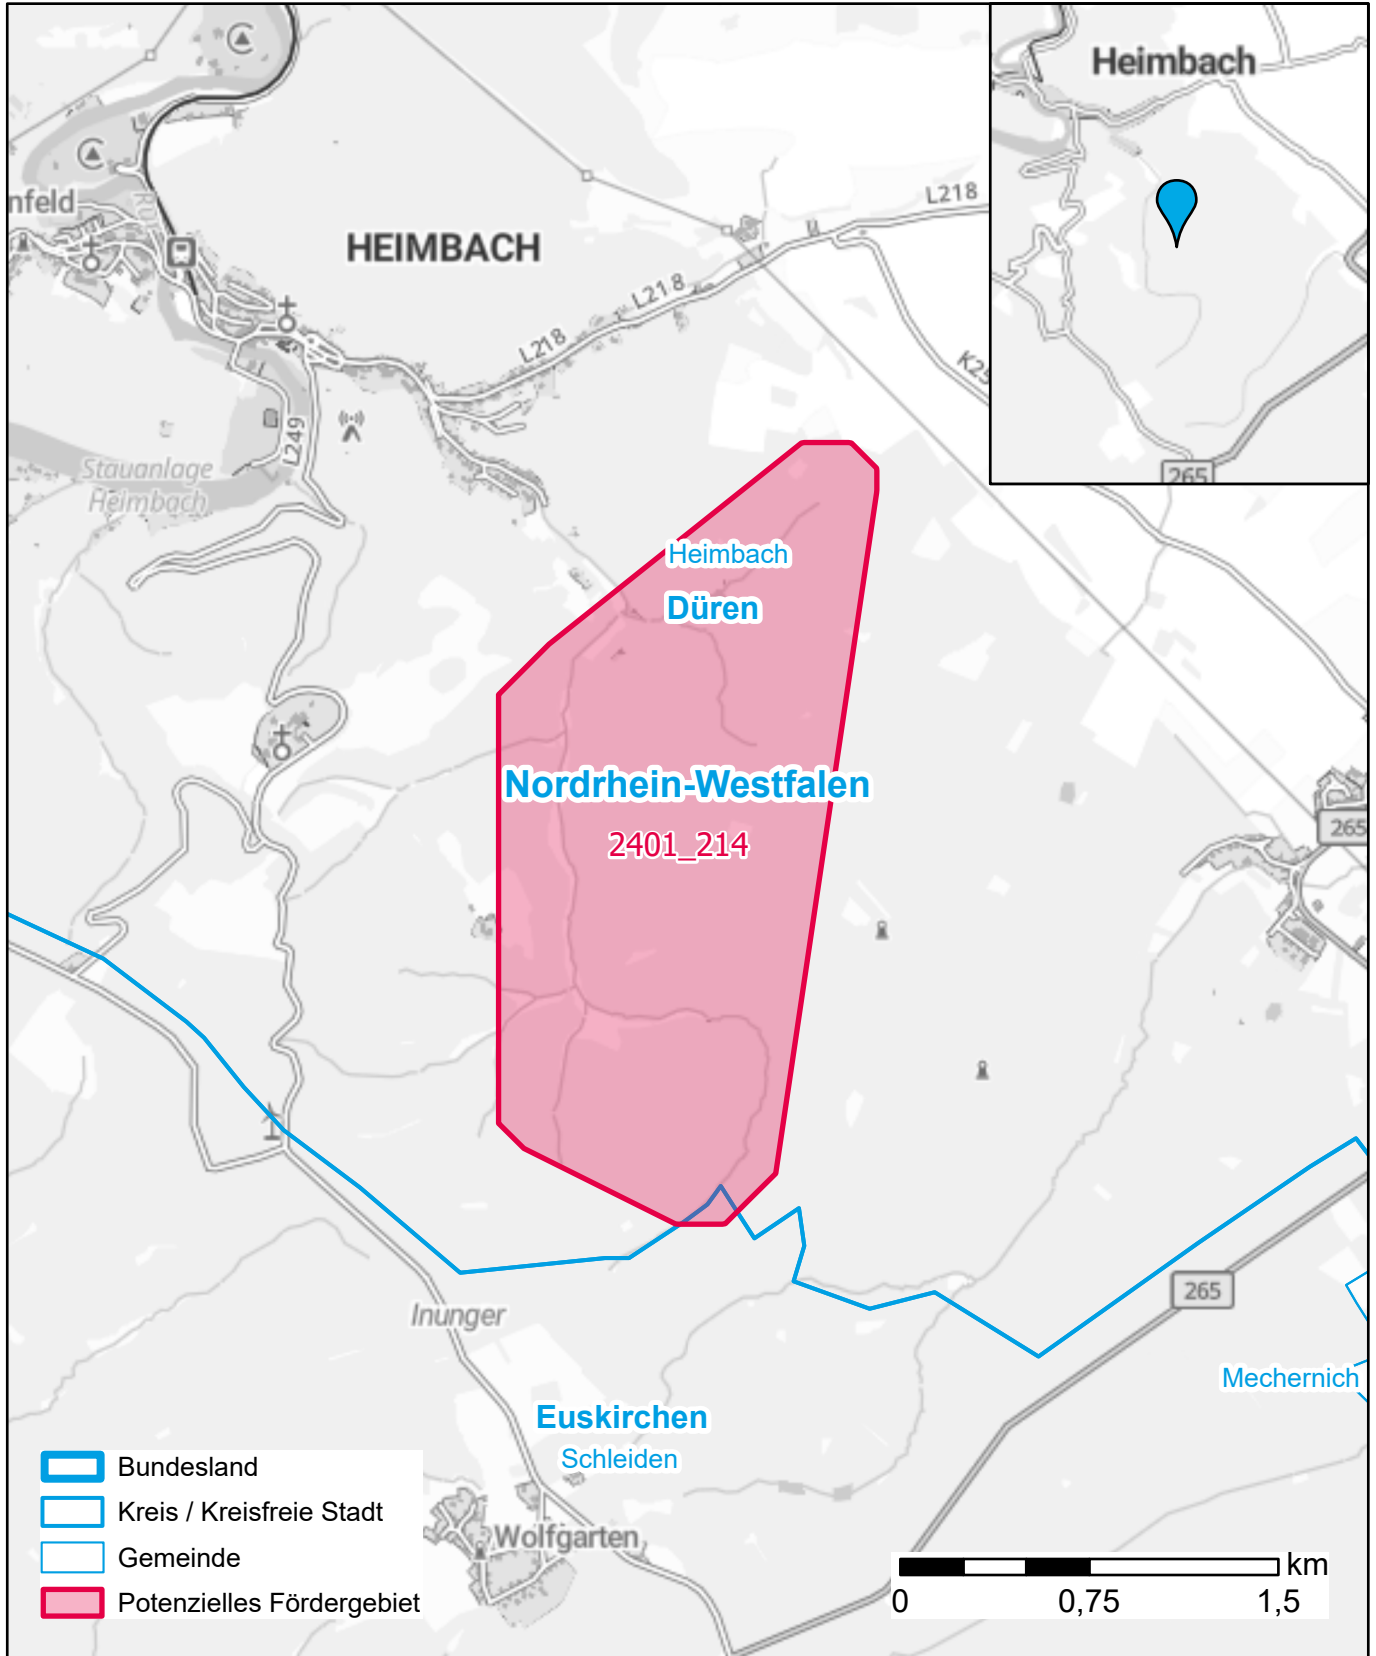 Heimbach
265
nfeld
HEIMBACH
L218
L218
L218
K25
L249
Stauanlage
Heimbach
Heimbach
Düren
Nordrhein-Westfalen
2401_214
265
265
Inunger
Mechernich
Euskirchen
Schleiden
Wolfgarten
Bundesland
Kreis / Kreisfreie Stadt
Gemeinde
Potenzielles Fördergebiet
km
0 0,75 1,5